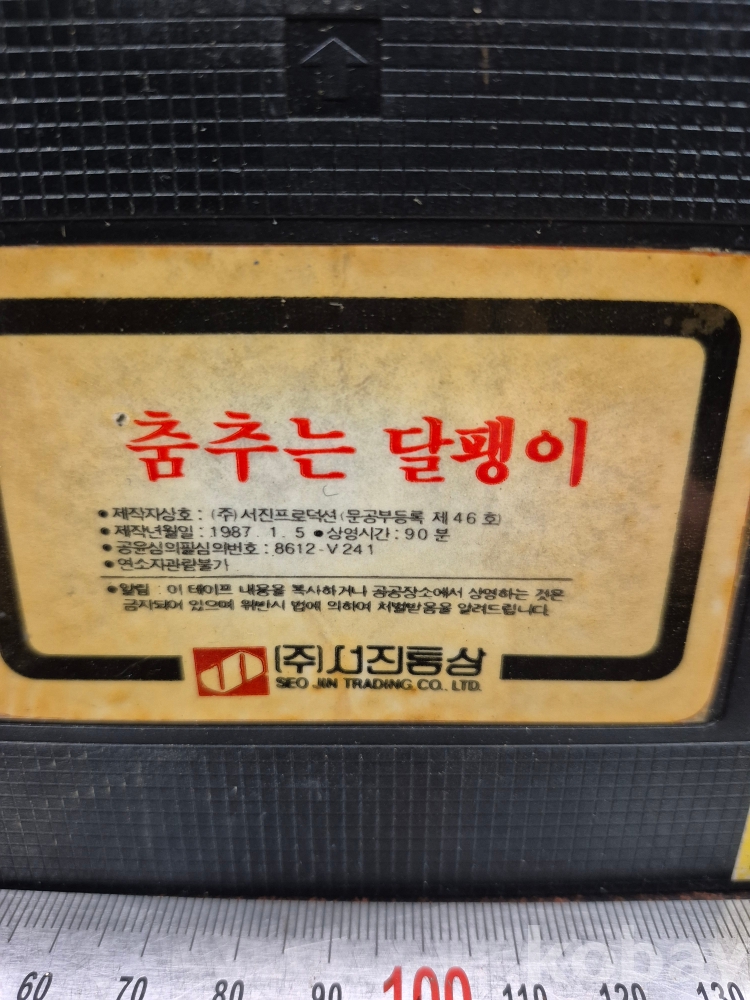 춤추는 달팽이
• 제작자상호 : (주)서진프로덕션(문공부등록 제46호)
• 제작년월일 : 1987. 1. 5 • 상영시간 : 90분
• 공윤심의필심의번호 : 8612-V241
• 연소자관람불가
• 알림 : 이 테이프 내용을 복사하거나 공공장소에서 상영하는 것은
금지되어 있으며 위반시 법에 의하여 처벌받음을 알려드립니다.
(주)서진통상
SEO JIN TRADING CO., LTD.
60 70 80 90 100 110 120 130
kobay